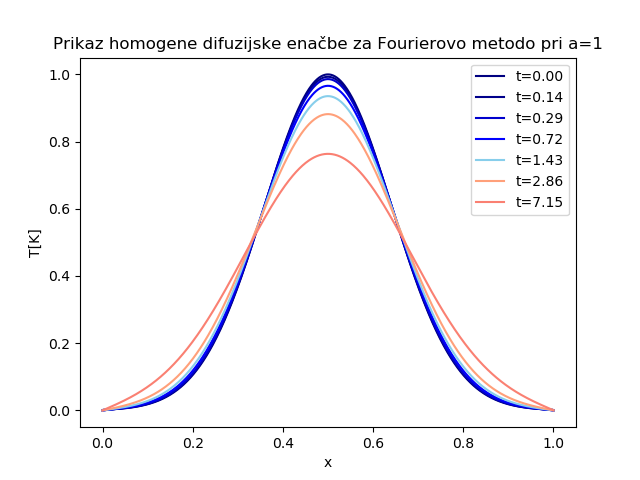 Prikaz homogene difuzijske enačbe za Fourierovo metodo pri a=1
t=0.00
t=0.14
t=0.29
t=0.72
t=1.43
t=2.86
t=7.15
T[K]
1.0
0.8
0.6
0.4
0.2
0.0
0.0 0.2 0.4 0.6 0.8 1.0
x